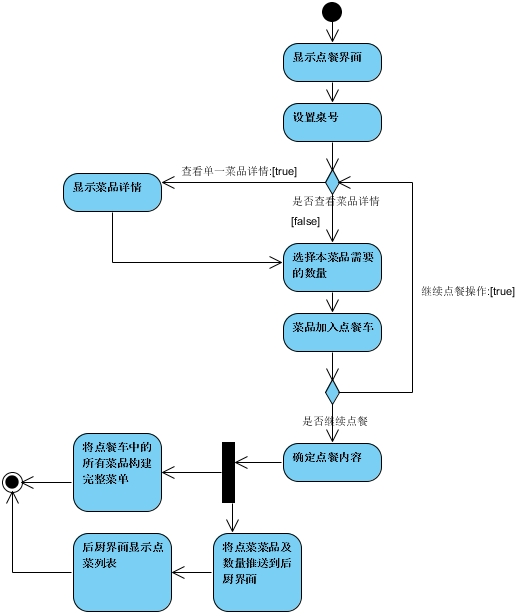 显示点餐界面
设置桌号
查看单一菜品详情:[true]
显示菜品详情
是否查看菜品详情
[false]
选择本菜品需要
的数量
继续点餐操作:[true]
菜品加入点餐车
是否继续点餐
将点餐车中的
所有菜品构建
完整菜单
确定点餐内容
后厨界面显示点
菜列表
将点菜菜品及
数量推送到后
厨界面